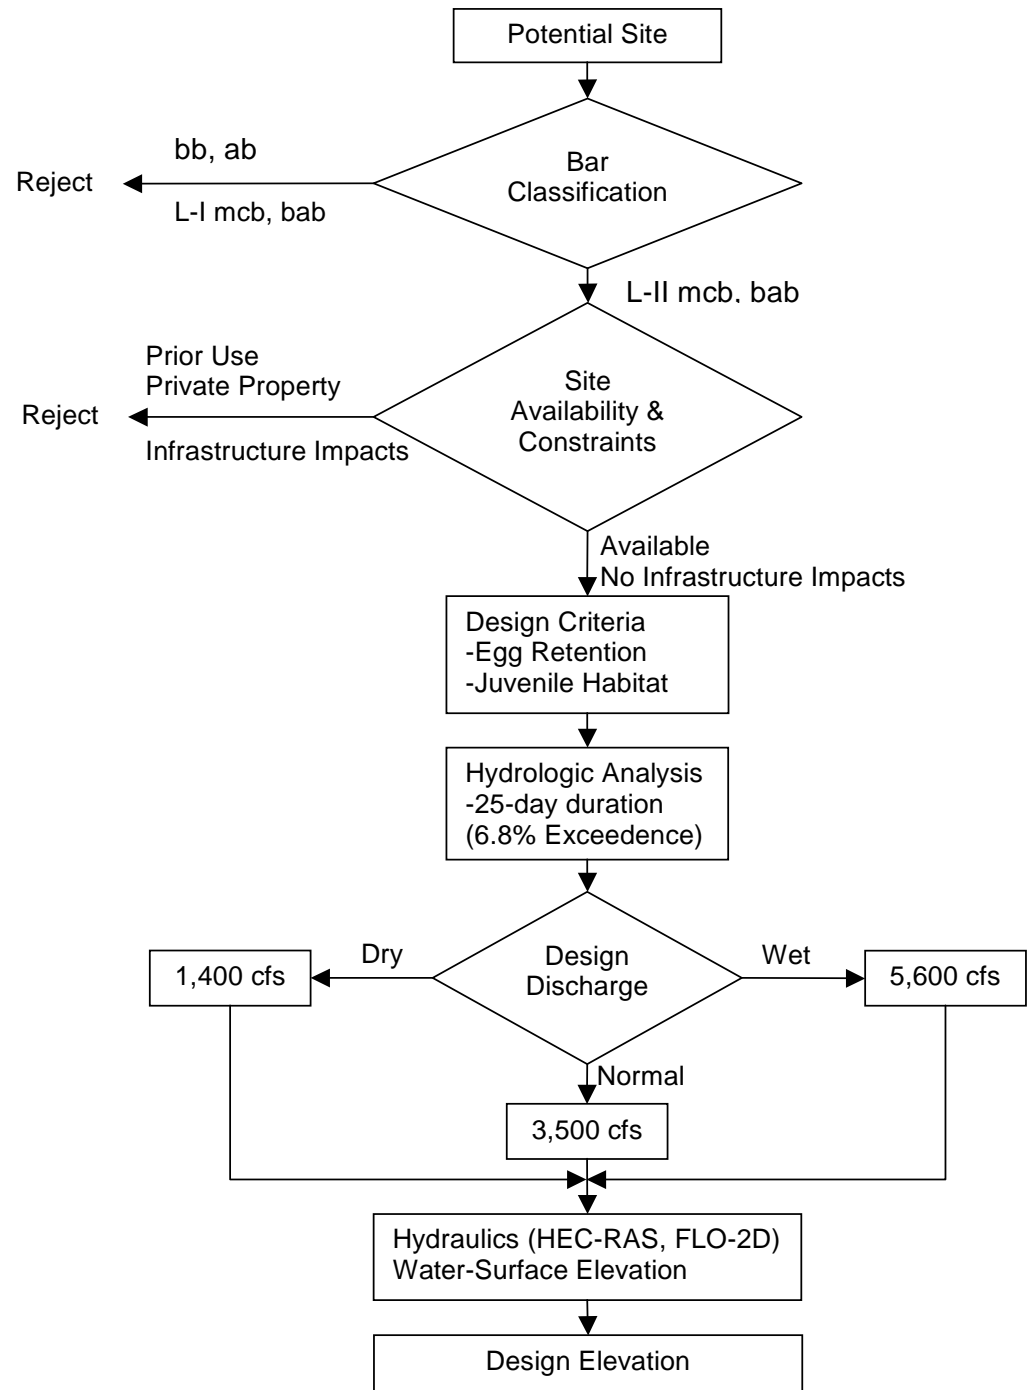 Potential Site
bb, ab
Reject
L-I mcb, bab
Bar
Classification
L-II mcb, bab
Prior Use
Private Property
Reject
Infrastructure Impacts
Site
Availability &
Constraints
Available
No Infrastructure Impacts
Design Criteria
-Egg Retention
-Juvenile Habitat
Hydrologic Analysis
-25-day duration
(6.8% Exceedence)
Dry
Design
Discharge
Wet
1,400 cfs
5,600 cfs
Normal
3,500 cfs
Hydraulics (HEC-RAS, FLO-2D)
Water-Surface Elevation
Design Elevation